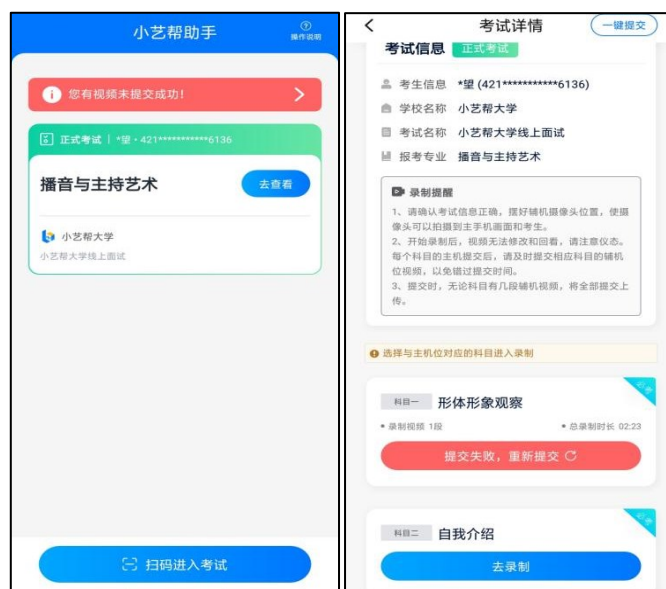 小艺帮助手
操作说明
您有视频未提交成功!
正式考试 | *望·421***********6136
播音与主持艺术
去查看
小艺帮大学
小艺帮大学线上面试
扫码进入考试
考试详情
一键提交
考试信息 正式考试
考生信息 *望 (421***********6136)
学校名称 小艺帮大学
考试名称 小艺帮大学线上面试
报考专业 播音与主持艺术
录制提醒
1、请确认考试信息正确，摆好辅机摄像头位置，使摄
像头可以拍摄到主手机画面和考生。
2、开始录制后，视频无法修改和回看，请注意仪态。
每个科目的主机提交后，请及时提交相应科目的辅机
位视频，以免错过提交时间。
3、提交时，无论科目有几段辅机视频，将全部提交上
传。
选择与主机位对应的科目进入录制
必考
科目一 形体形象观察
• 录制视频 1段 • 总录制时长 02:23
提交失败，重新提交
必考
科目二 自我介绍
去录制